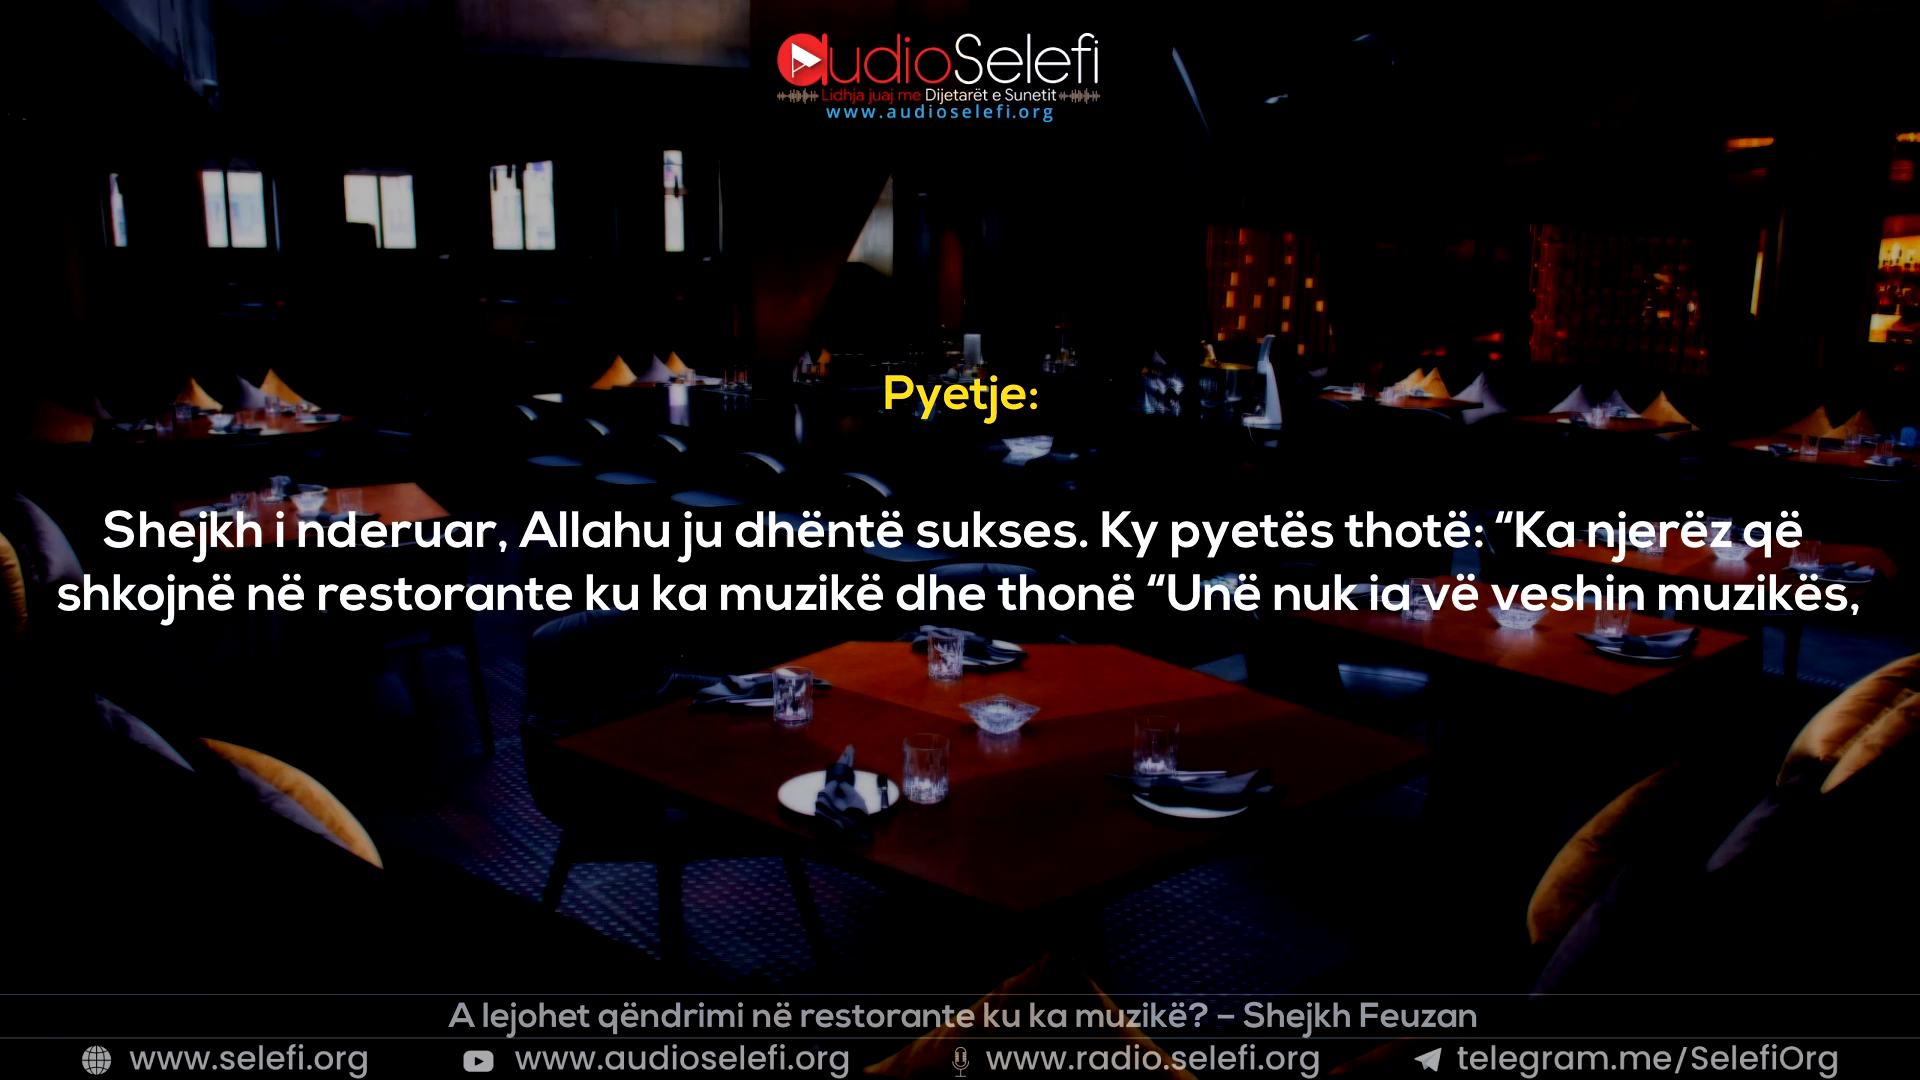 audioSelefi
Lidhja juaj me Dijetarët e Sunetit
www.audioselefi.org
Pyetje:
Shejkh i nderuar, Allahu ju dhëntë sukses. Ky pyetës thotë: “Ka njerëz që
shkojnë në restorante ku ka muzikë dhe thonë “Unë nuk ia vë veshin muzikës,
A lejohet qëndrimi në restorante ku ka muzikë? – Shejkh Feuzan
www.selefi.org www.audioselefi.org www.radio.selefi.org telegram.me/SelefiOrg